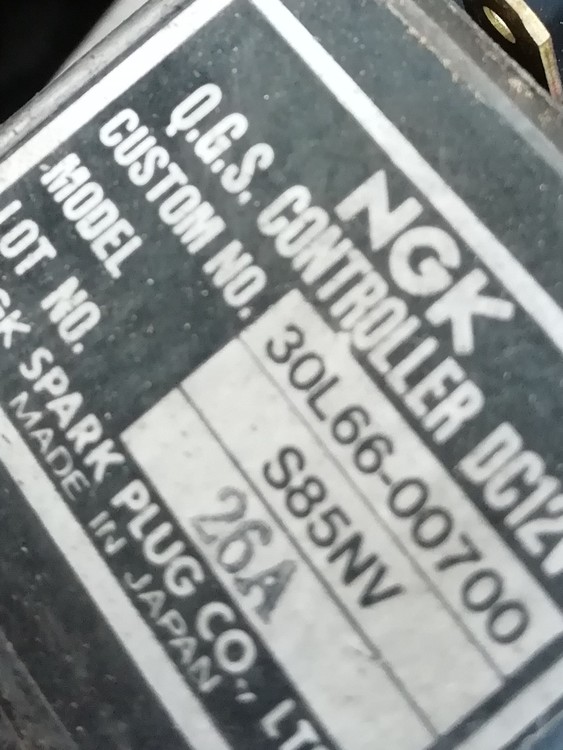 NGK
Q.G.S. CONTROLLER DC12V
CUSTOM NO. 30L66-00700
MODEL S85NV
LOT NO. 26A
NGK SPARK PLUG CO., LTD
MADE IN JAPAN